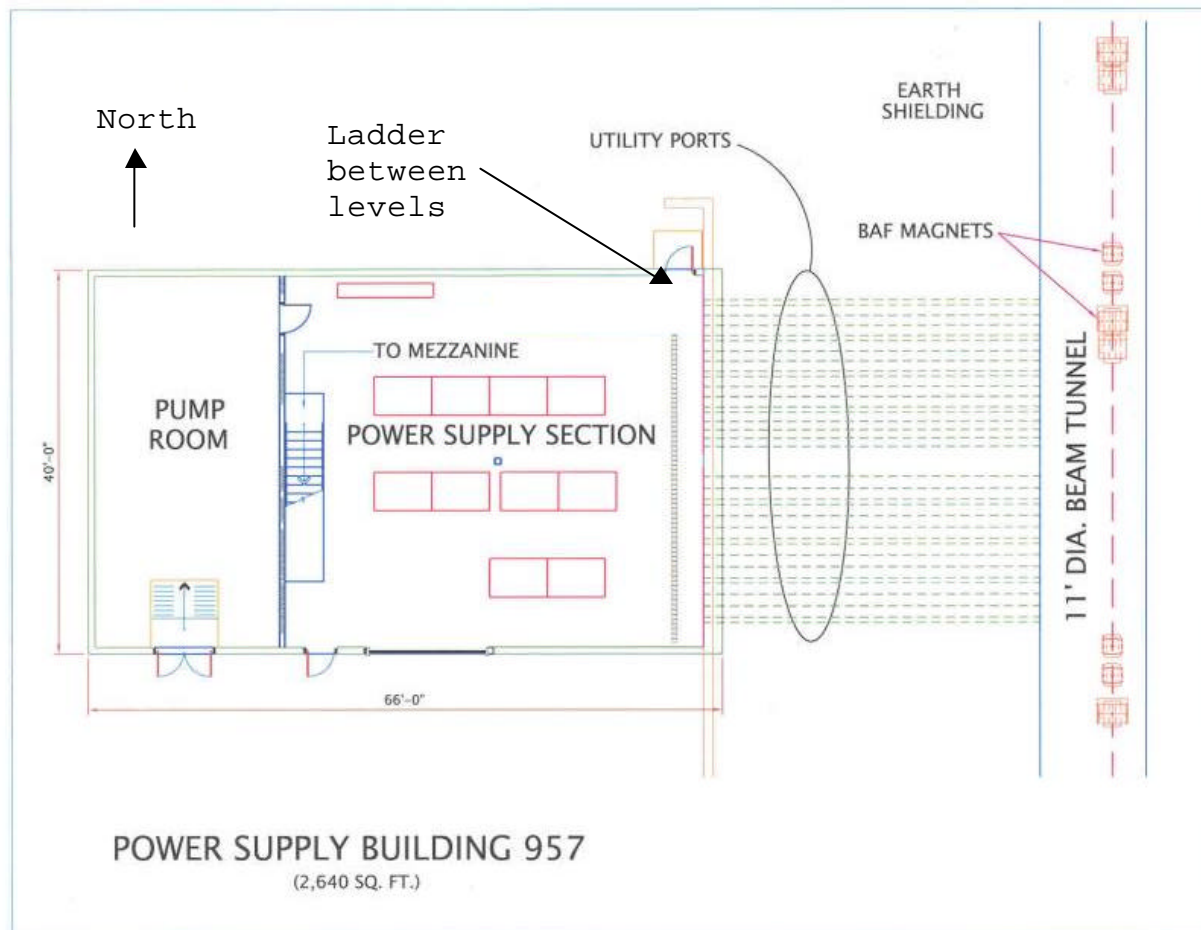 North
Ladder
between
levels
UTILITY PORTS
EARTH
SHIELDING
BAF MAGNETS
TO MEZZANINE
PUMP
ROOM
POWER SUPPLY SECTION
40'-0"
11' DIA. BEAM TUNNEL
66'-0"
POWER SUPPLY BUILDING 957
(2,640 SQ. FT.)